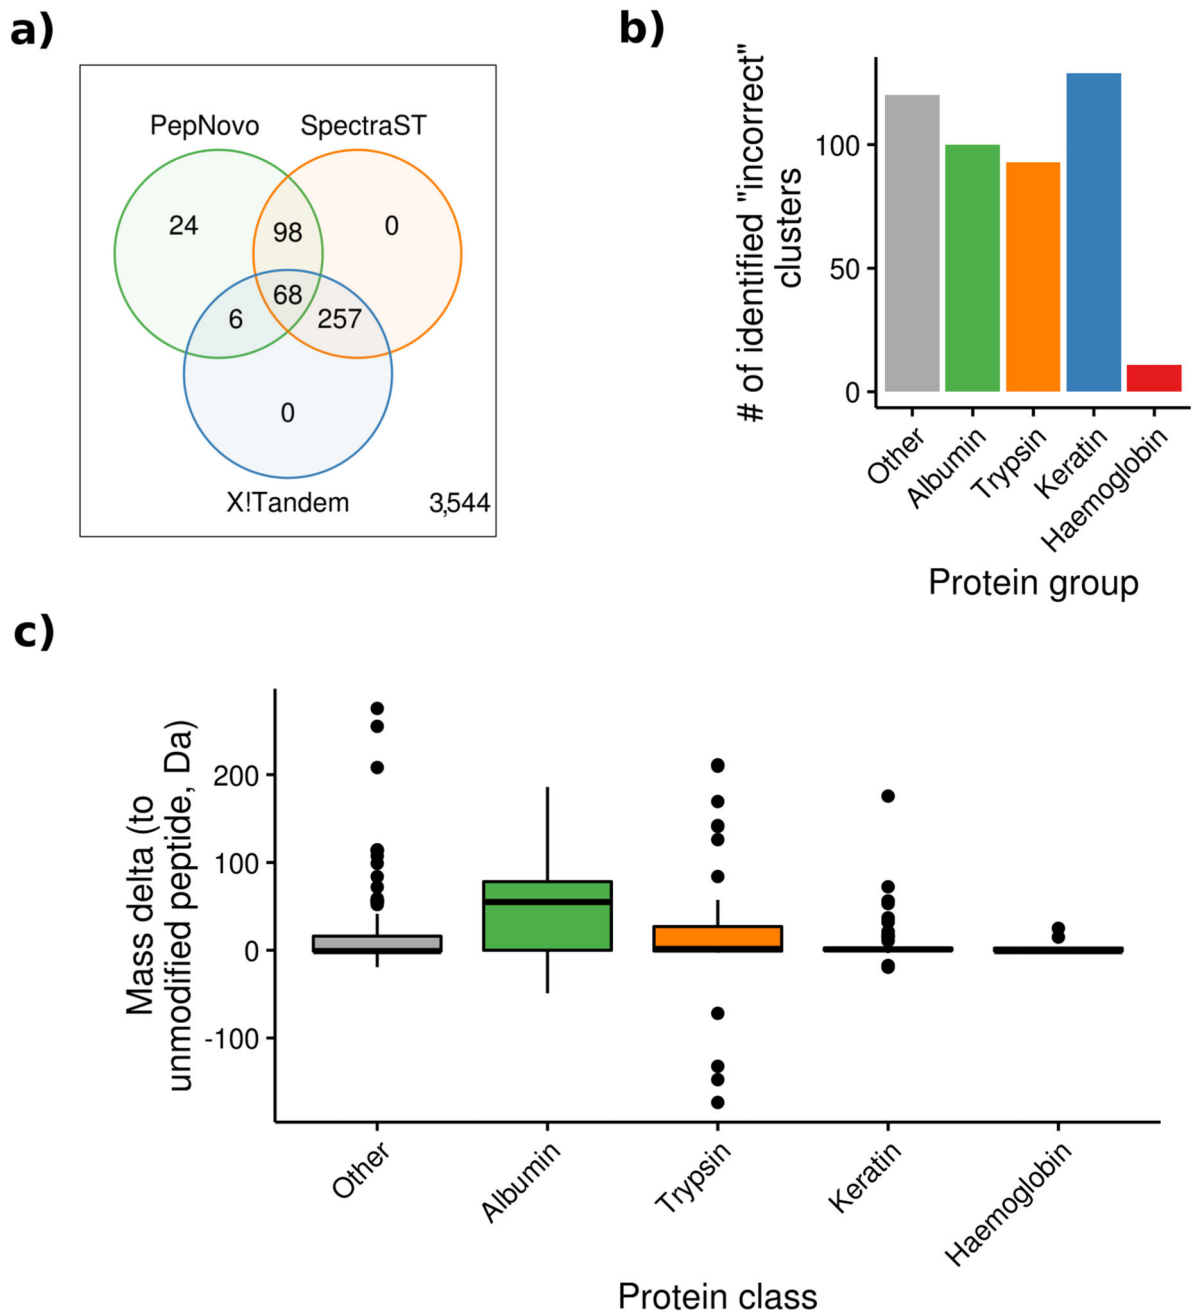 a)
PepNovo SpectraST
24 98 0
68
6 257
0
X!Tandem 3,544
b)
# of identified "incorrect"
clusters
100
50
0
Other
Albumin
Trypsin
Keratin
Haemoglobin
Protein group
c)
Mass delta (to
unmodified peptide, Da)
200
100
0
-100
Other
Albumin
Trypsin
Keratin
Haemoglobin
Protein class